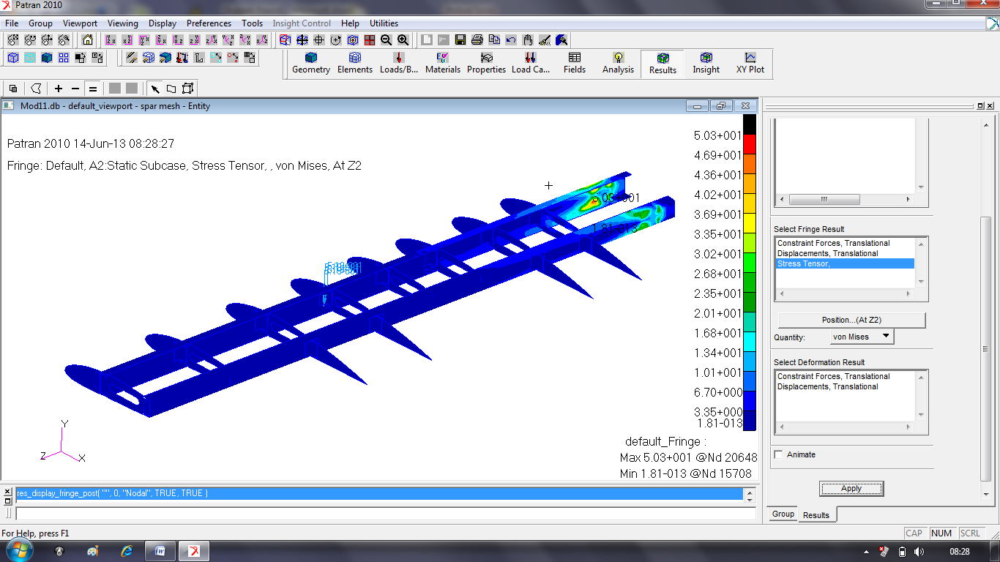 Patran 2010
File Group Viewport Viewing Display Preferences Tools Insight Control Help Utilities
Geometry Elements Loads/B... Materials Properties Load Ca... Fields Analysis Results Insight XY Plot
Mod11.db - default_viewport - spar mesh - Entity
Patran 2010 14-Jun-13 08:28:27
Fringe: Default, A2:Static Subcase, Stress Tensor, , von Mises, At Z2
5.03+001
4.69+001
4.36+001
4.02+001
3.69+001
3.35+001
3.02+001
2.68+001
2.35+001
2.01+001
1.68+001
1.34+001
1.01+001
6.70+000
3.35+000
1.81-013
5.03+001
1.81-013
Y
Z
X
default_Fringe :
Max 5.03+001 @Nd 20648
Min 1.81-013 @Nd 15708
Select Fringe Result
Constraint Forces, Translational
Displacements, Translational
Stress Tensor,
Position...(At Z2)
Quantity: von Mises
Select Deformation Result
Constraint Forces, Translational
Displacements, Translational
Animate
Apply
Group Results
res_display_fringe_post( "", 0, "Nodal", TRUE, TRUE )
For Help, press F1
CAP NUM SCRL
08:28